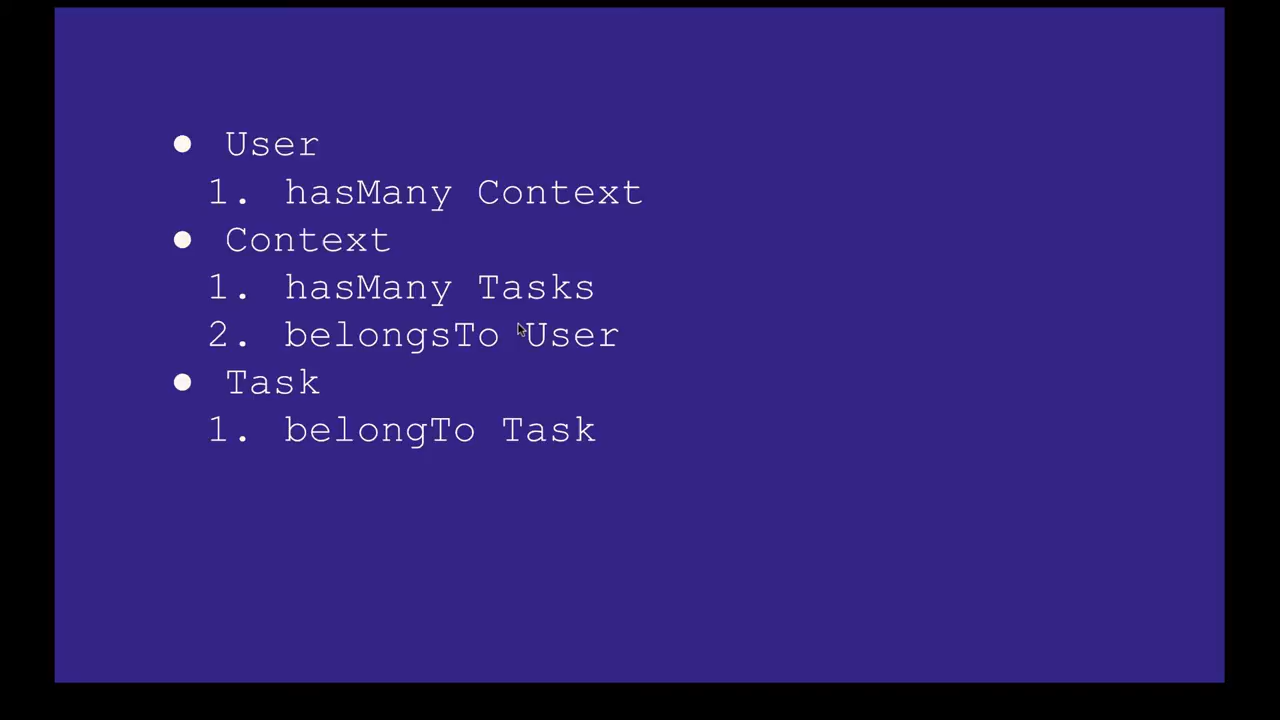 ● User
1. hasMany Context
● Context
1. hasMany Tasks
2. belongsTo User
● Task
1. belongTo Task